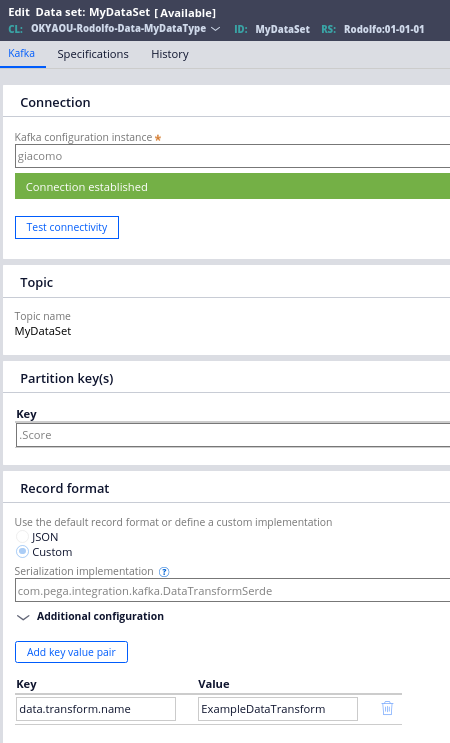 Edit Data set: MyDataSet [ Available]
CL: OKYAOU-Rodolfo-Data-MyDataType ID: MyDataSet RS: Rodolfo:01-01-01
Kafka Specifications History
Connection
Kafka configuration instance *
giacomo
Connection established
Test connectivity
Topic
Topic name
MyDataSet
Partition key(s)
Key
.Score
Record format
Use the default record format or define a custom implementation
JSON
Custom
Serialization implementation ?
com.pega.integration.kafka.DataTransformSerde
Additional configuration
Add key value pair
Key Value
data.transform.name ExampleDataTransform